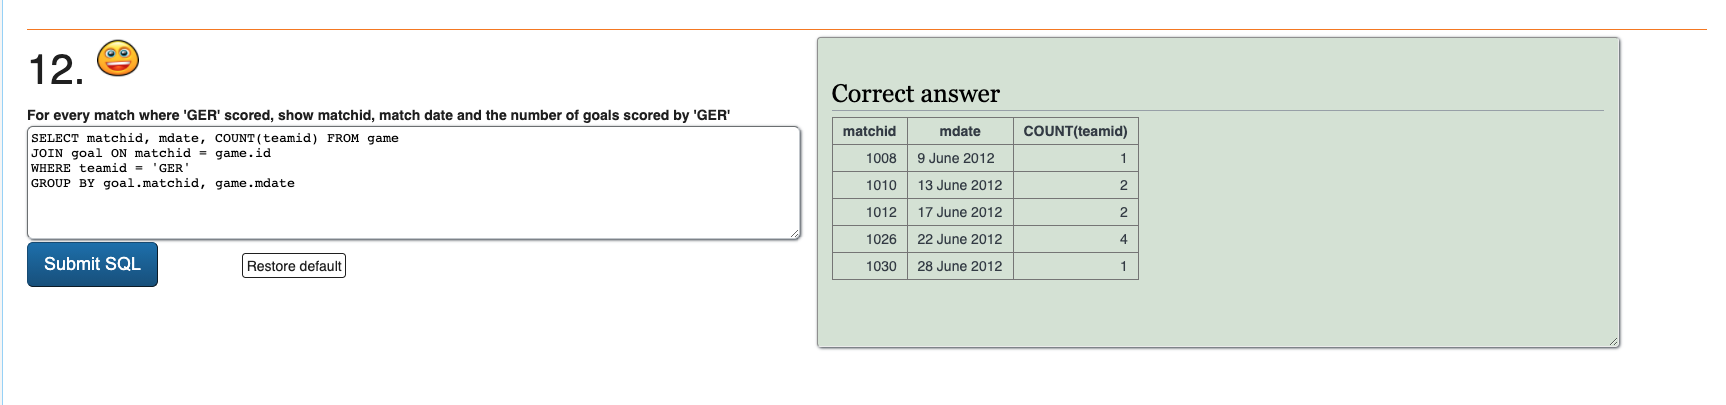 12.
For every match where 'GER' scored, show matchid, match date and the number of goals scored by 'GER'
SELECT matchid, mdate, COUNT(teamid) FROM game
JOIN goal ON matchid = game.id
WHERE teamid = 'GER'
GROUP BY goal.matchid, game.mdate
Submit SQL
Restore default
Correct answer
matchid mdate COUNT(teamid)
1008 9 June 2012 1
1010 13 June 2012 2
1012 17 June 2012 2
1026 22 June 2012 4
1030 28 June 2012 1